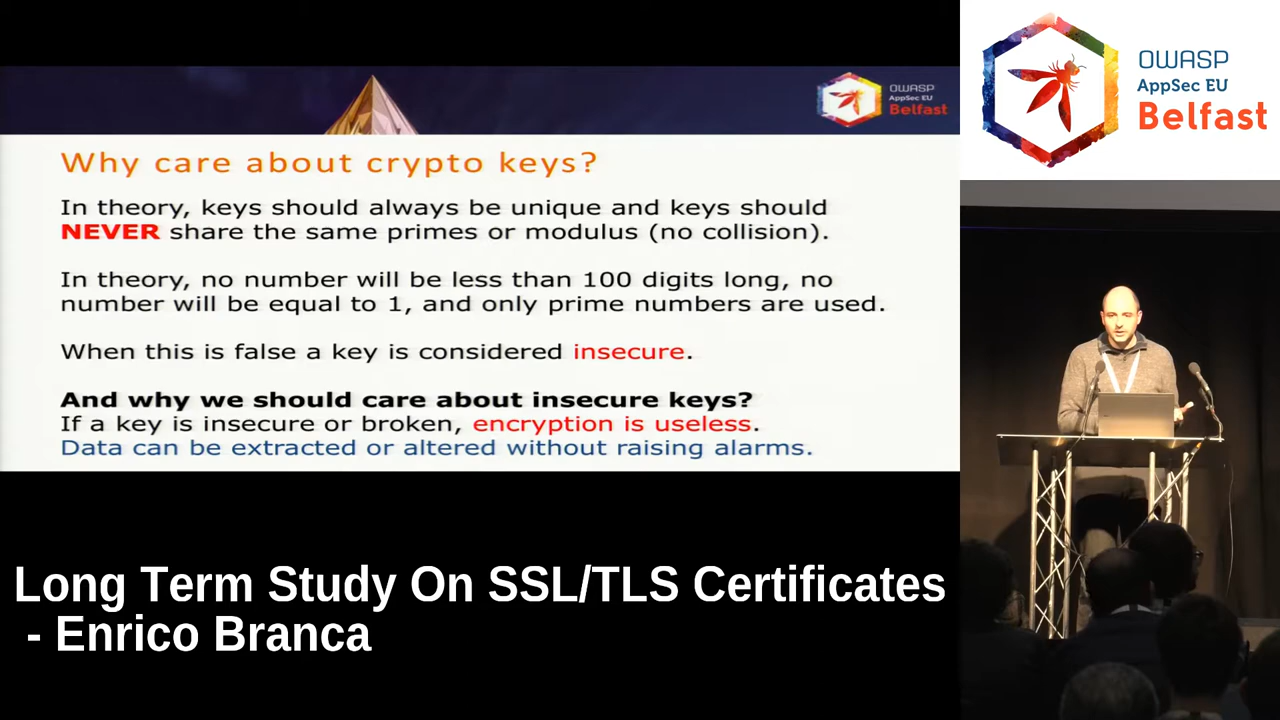 OWASP
AppSec EU
Belfast
Why care about crypto keys?
In theory, keys should always be unique and keys should
NEVER share the same primes or modulus (no collision).
In theory, no number will be less than 100 digits long, no
number will be equal to 1, and only prime numbers are used.
When this is false a key is considered insecure.
And why we should care about insecure keys?
If a key is insecure or broken, encryption is useless.
Data can be extracted or altered without raising alarms.
Long Term Study On SSL/TLS Certificates
- Enrico Branca
OWASP
AppSec EU
Belfast